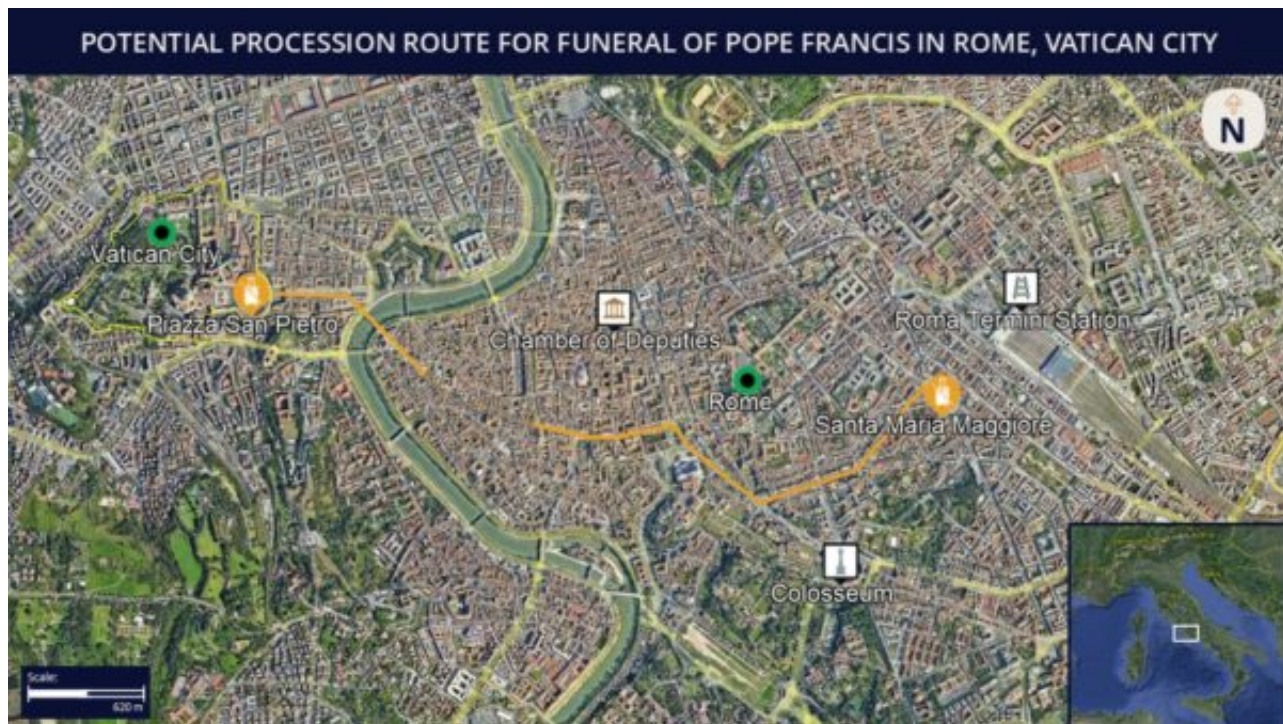 POTENTIAL PROCESSION ROUTE FOR FUNERAL OF POPE FRANCIS IN ROME, VATICAN CITY
N
Vatican City
Piazza San Pietro
Chamber of Deputies
Roma Termini Station
Rome
Santa Maria Maggiore
Colosseum
Scale:
620 m